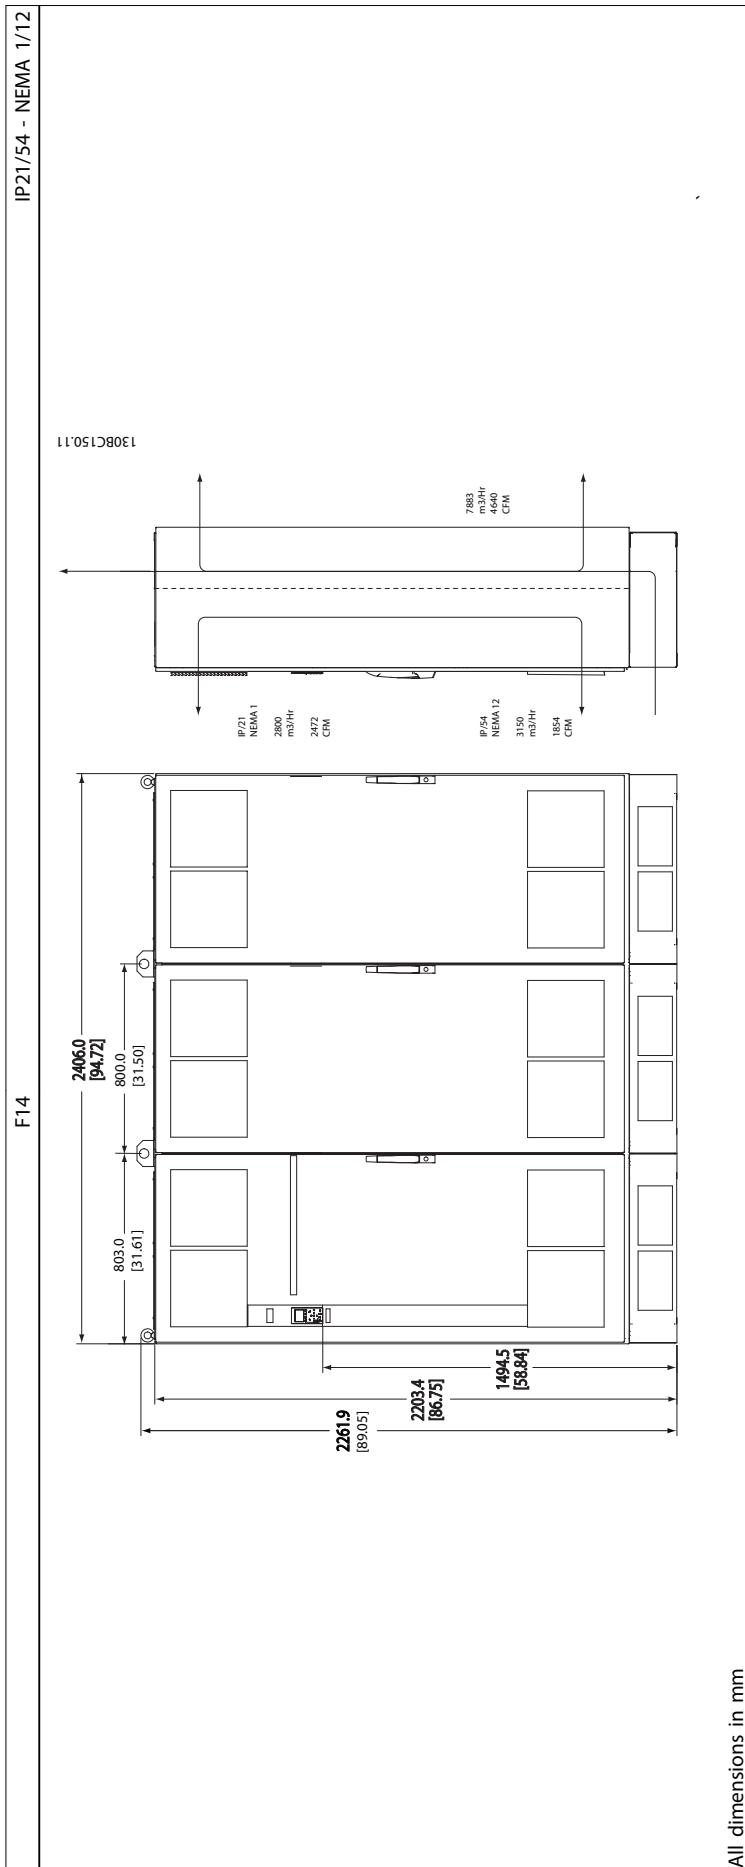 F14
IP21/54 - NEMA 1/12
130BC150.11
2406.0
[94.72]
803.0
[31.61]
800.0
[31.50]
2261.9
[89.05]
2203.4
[86.75]
1494.5
[58.84]
IP/21
NEMA 1
2800
m3/Hr
2472
CFM
IP/54
NEMA 12
3150
m3/Hr
1854
CFM
7883
m3/Hr
4640
CFM
All dimensions in mm